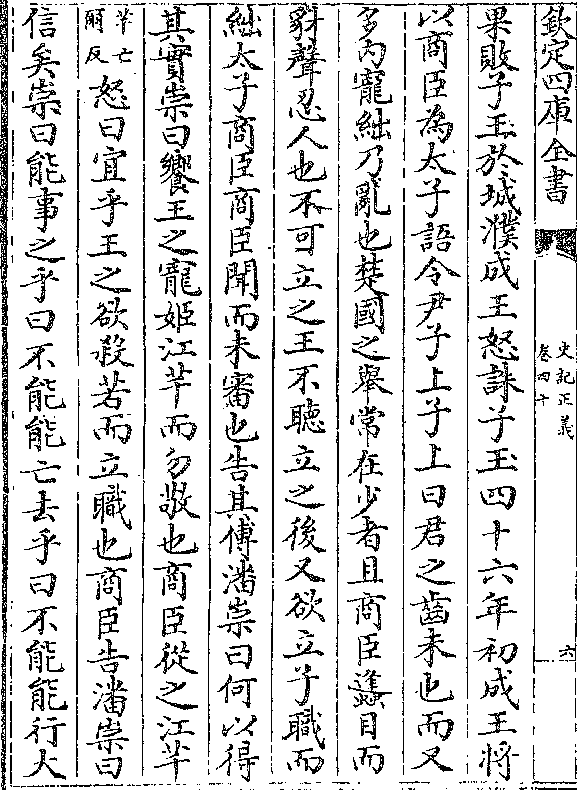 欽定四庫全書
史記正義
卷四十
六
果敗子玉於城濮成王怒誅子玉四十六年初成王將
以商臣為太子語令尹子上子上曰君之齒未也而又
多内寵絀乃亂也楚國之舉常在少者且商臣蠭目而
豺聲忍人也不可立之王不聽立之後又欲立子職而
絀太子商臣商臣聞而未審也告其傅潘崇曰何以得
其實崇曰饗王之寵姬江芊而勿敬也商臣從之江芊
芊亡
爾反
怒曰宜乎王之欲殺若而立職也商臣告潘崇曰
信矣崇曰能事之乎曰不能能亡去乎曰不能能行大